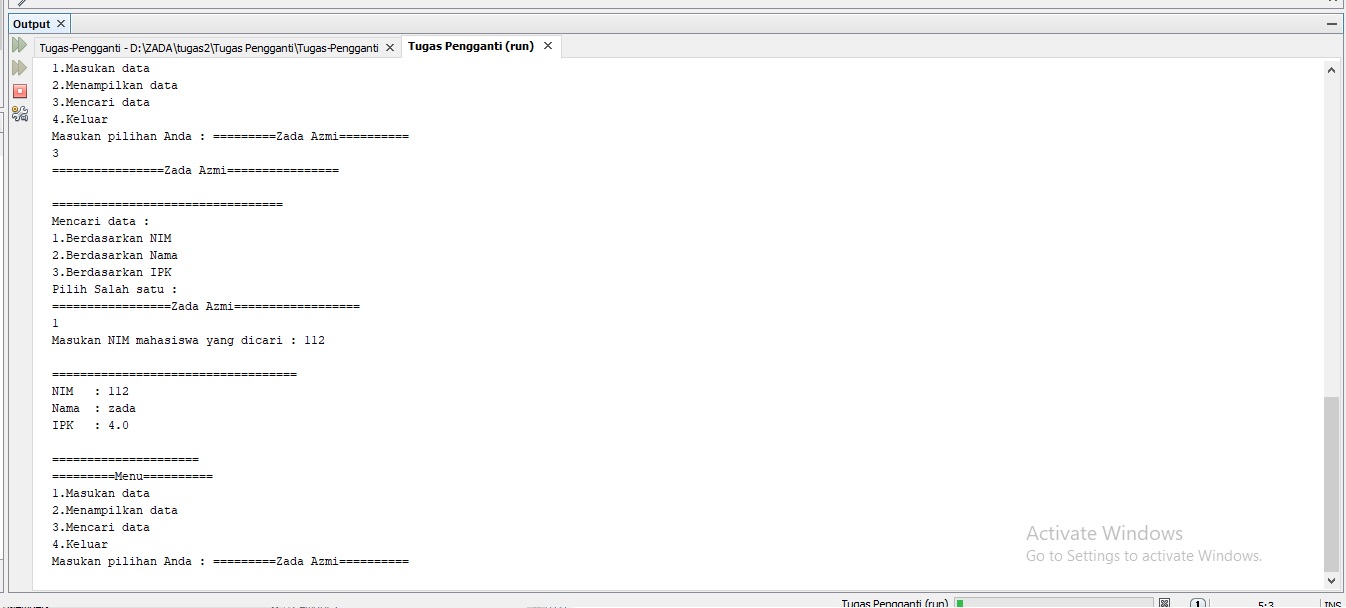 Output
Tugas-Pengganti - D:\ZADA\tugas2\Tugas Pengganti\Tugas-Pengganti
Tugas Pengganti (run)
1.Masukan data
2.Menampilkan data
3.Mencari data
4.Keluar
Masukan pilihan Anda : =========Zada Azmi==========
3
================Zada Azmi================
=================================
Mencari data :
1.Berdasarkan NIM
2.Berdasarkan Nama
3.Berdasarkan IPK
Pilih Salah satu :
=================Zada Azmi==================
1
Masukan NIM mahasiswa yang dicari : 112
===================================
NIM   : 112
Nama  : zada
IPK   : 4.0
=====================
=========Menu==========
1.Masukan data
2.Menampilkan data
3.Mencari data
4.Keluar
Masukan pilihan Anda : =========Zada Azmi==========
Activate Windows
Go to Settings to activate Windows.
Tugas Pengganti (run)
1
5:3
INS